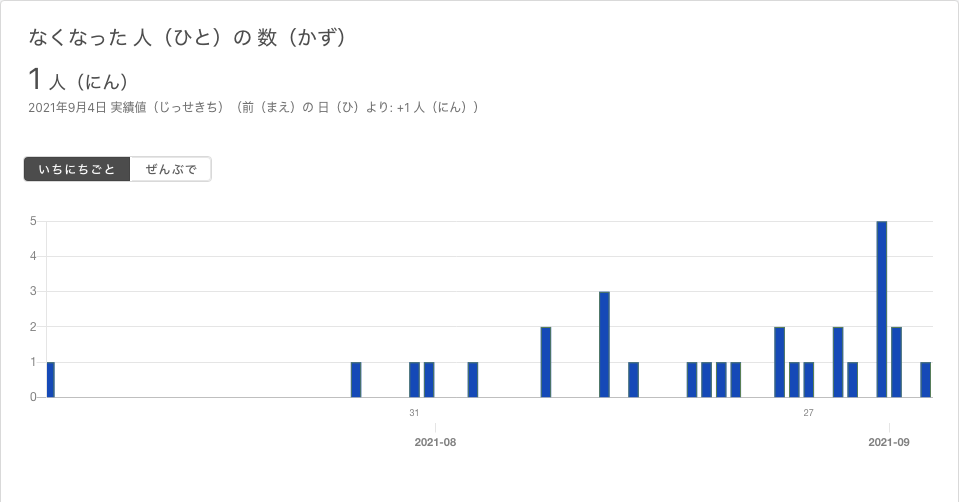 なくなった 人（ひと）の 数（かず）
1 人（にん）
2021年9月4日 実績値（じっせきち）（前（まえ）の 日（ひ）より: +1 人（にん））
いちにちごと ぜんぶで
5
4
3
2
1
0
31 27
2021-08 2021-09